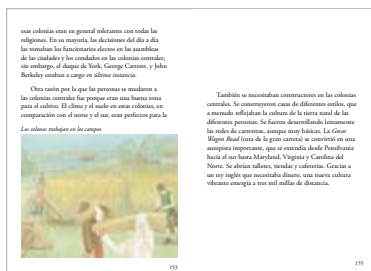 esas colonias eran en general tolerantes con todas las
religiones. En su mayoría, las decisiones del día a día
las tomaban los funcionarios electos en las asambleas
de las ciudades y los condados en las colonias centrales;
sin embargo, el duque de York, George Carteret, y John
Berkeley estaban a cargo en última instancia.
Otra razón por la que las personas se mudaron a
las colonias centrales fue porque eran una buena zona
para el cultivo. El clima y el suelo en estas colonias, en
comparación con el norte y el sur, eran perfectos para la
Los colonos trabajan en los campos
153
También se necesitaban constructores en las colonias
centrales. Se construyeron casas de diferentes estilos, que
a menudo reflejaban la cultura de la tierra natal de las
diferentes personas. Se fueron desarrollando lentamente
las redes de carreteras, aunque muy básicas. La Great
Wagon Road (ruta de la gran carreta) se convirtió en una
autopista importante, que se extendía desde Pensilvania
hacia el sur hasta Maryland, Virginia y Carolina del
Norte. Se abrían talleres, tiendas y cafeterías. Gracias a
un rey inglés que necesitaba dinero, una nueva cultura
vibrante emergía a tres mil millas de distancia.
155